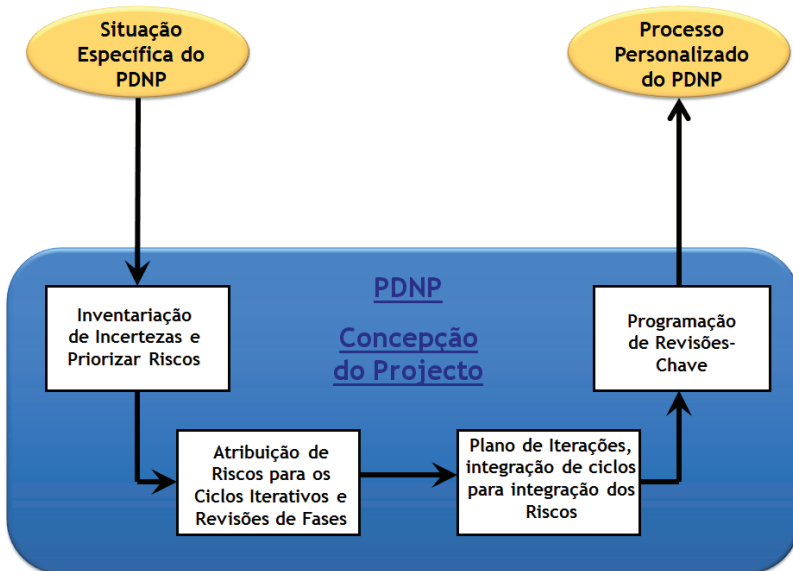 Situação
Específica do
PDNP
Processo
Personalizado
do PDNP
PDNP
Concepção
do Projecto
Inventariação
de Incertezas e
Priorizar Riscos
Atribuição de
Riscos para os
Ciclos Iterativos e
Revisões de Fases
Plano de Iterações,
integração de ciclos
para integração dos
Riscos
Programação
de Revisões-
Chave